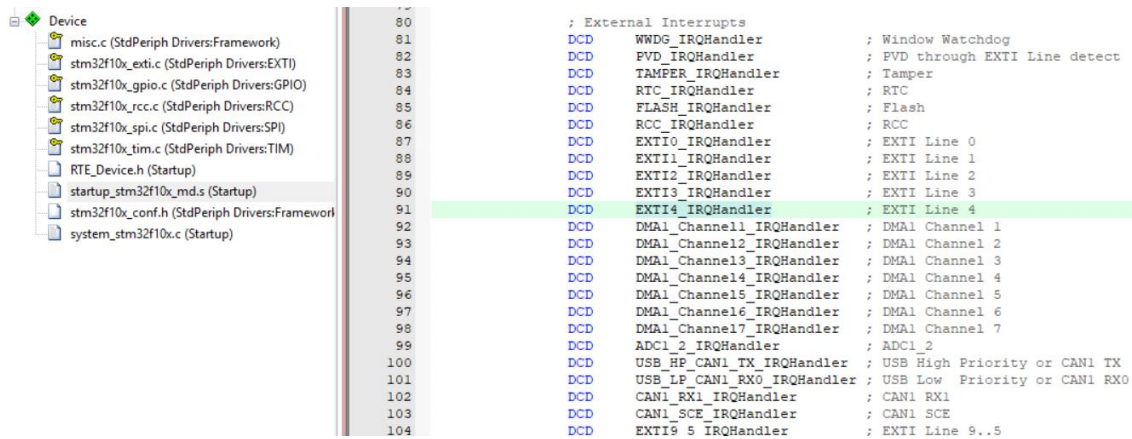 Device
misc.c (StdPeriph Drivers:Framework)
stm32f10x_exti.c (StdPeriph Drivers:EXTI)
stm32f10x_gpio.c (StdPeriph Drivers:GPIO)
stm32f10x_rcc.c (StdPeriph Drivers:RCC)
stm32f10x_spi.c (StdPeriph Drivers:SPI)
stm32f10x_tim.c (StdPeriph Drivers:TIM)
RTE_Device.h (Startup)
startup_stm32f10x_md.s (Startup)
stm32f10x_conf.h (StdPeriph Drivers:Framework
system_stm32f10x.c (Startup)
80 ; External Interrupts
81 DCD WWDG_IRQHandler ; Window Watchdog
82 DCD PVD_IRQHandler ; PVD through EXTI Line detect
83 DCD TAMPER_IRQHandler ; Tamper
84 DCD RTC_IRQHandler ; RTC
85 DCD FLASH_IRQHandler ; Flash
86 DCD RCC_IRQHandler ; RCC
87 DCD EXTI0_IRQHandler ; EXTI Line 0
88 DCD EXTI1_IRQHandler ; EXTI Line 1
89 DCD EXTI2_IRQHandler ; EXTI Line 2
90 DCD EXTI3_IRQHandler ; EXTI Line 3
91 DCD EXTI4_IRQHandler ; EXTI Line 4
92 DCD DMA1_Channel1_IRQHandler ; DMA1 Channel 1
93 DCD DMA1_Channel2_IRQHandler ; DMA1 Channel 2
94 DCD DMA1_Channel3_IRQHandler ; DMA1 Channel 3
95 DCD DMA1_Channel4_IRQHandler ; DMA1 Channel 4
96 DCD DMA1_Channel5_IRQHandler ; DMA1 Channel 5
97 DCD DMA1_Channel6_IRQHandler ; DMA1 Channel 6
98 DCD DMA1_Channel7_IRQHandler ; DMA1 Channel 7
99 DCD ADC1_2_IRQHandler ; ADC1_2
100 DCD USB_HP_CAN1_TX_IRQHandler ; USB High Priority or CAN1 TX
101 DCD USB_LP_CAN1_RX0_IRQHandler ; USB Low  Priority or CAN1 RX0
102 DCD CAN1_RX1_IRQHandler ; CAN1 RX1
103 DCD CAN1_SCE_IRQHandler ; CAN1 SCE
104 DCD EXTI9_5_IRQHandler ; EXTI Line 9..5